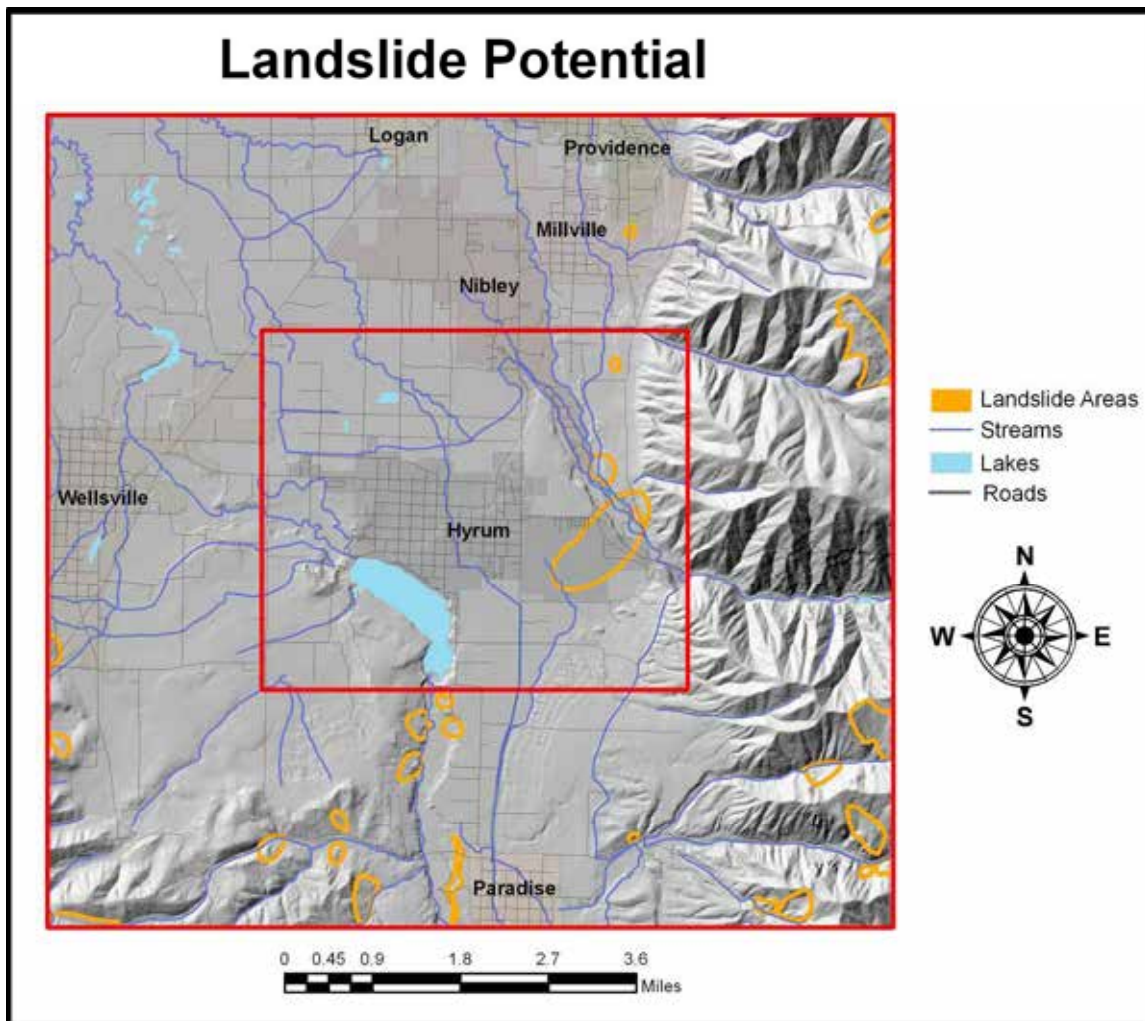 Landslide Potential
Logan
Providence
Millville
Nibley
Wellsville
Hyrum
Paradise
Landslide Areas
Streams
Lakes
Roads
N
W E
S
0 0.45 0.9 1.8 2.7 3.6
Miles